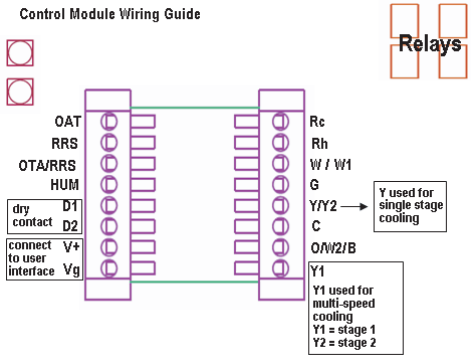 Control Module Wiring Guide
Relays
OAT
RRS
OTA/RRS
HUM
dry
contact
D1
D2
connect
to user
interface
V+
Vg
Rc
Rh
W / W1
G
Y/Y2
C
O/W2/B
Y1
Y used for
single stage
cooling
Y1 used for
multi-speed
cooling
Y1 = stage 1
Y2 = stage 2